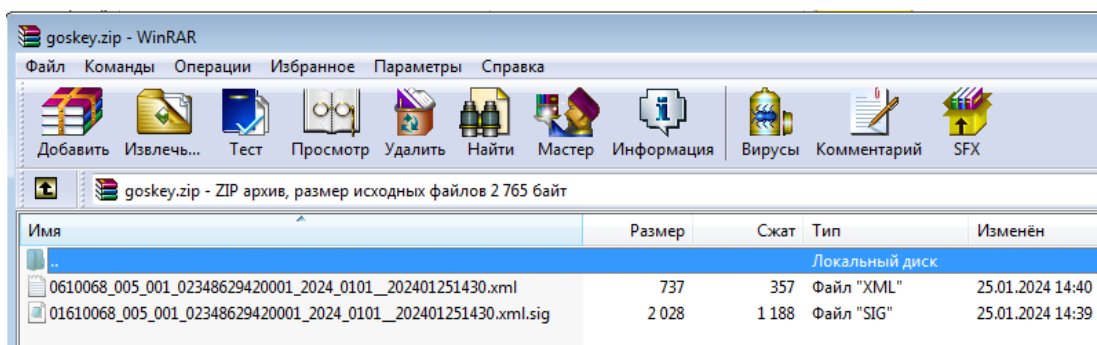 goskey.zip - WinRAR
Файл Команды Операции Избранное Параметры Справка
Добавить Извлечь... Тест Просмотр Удалить Найти Мастер Информация Вирусы Комментарий SFX
goskey.zip - ZIP архив, размер исходных файлов 2 765 байт
Имя Размер Сжат Тип Изменён
.. Локальный диск
0610068_005_001_02348629420001_2024_0101__202401251430.xml 737 357 Файл "XML" 25.01.2024 14:40
01610068_005_001_02348629420001_2024_0101__202401251430.xml.sig 2 028 1 188 Файл "SIG" 25.01.2024 14:39